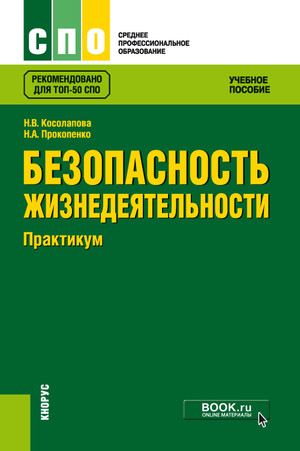 СПО
СРЕДНЕЕ
ПРОФЕССИОНАЛЬНОЕ
ОБРАЗОВАНИЕ
РЕКОМЕНДОВАНО
ДЛЯ ТОП-50 СПО
УЧЕБНОЕ
ПОСОБИЕ
Н.В. Косолапова
Н.А. Прокопенко
БЕЗОПАСНОСТЬ
ЖИЗНЕДЕЯТЕЛЬНОСТИ
Практикум
КНОРУС
BOOK.ru
ONLINE МАТЕРИАЛЫ